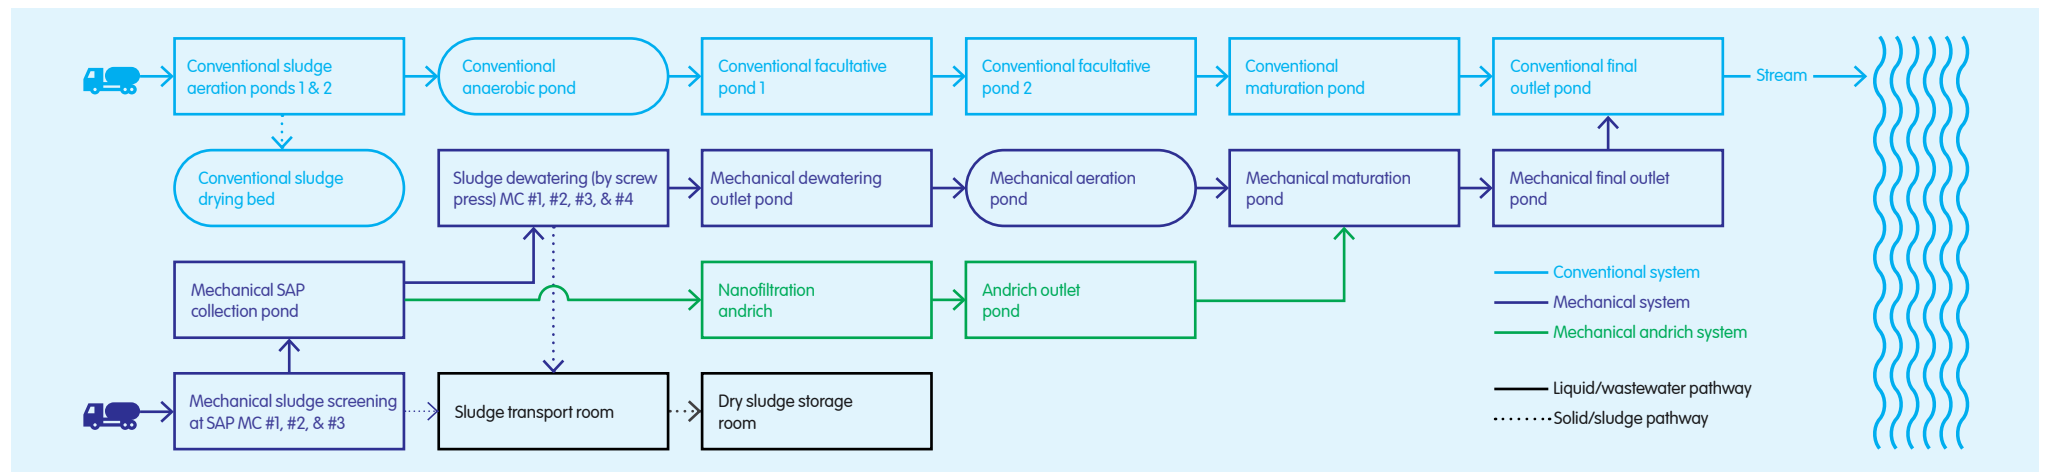 Conventional sludge
aeration ponds 1 & 2
Conventional
anaerobic pond
Conventional facultative
pond 1
Conventional facultative
pond 2
Conventional
maturation pond
Conventional final
outlet pond
Stream
Conventional sludge
drying bed
Sludge dewatering (by screw
press) MC #1, #2, #3, & #4
Mechanical dewatering
outlet pond
Mechanical aeration
pond
Mechanical maturation
pond
Mechanical final outlet
pond
Mechanical SAP
collection pond
Nanofiltration
andrich
Andrich outlet
pond
Conventional system
Mechanical system
Mechanical andrich system
Mechanical sludge screening
at SAP MC #1, #2, & #3
Sludge transport room
Dry sludge storage
room
Liquid/wastewater pathway
Solid/sludge pathway